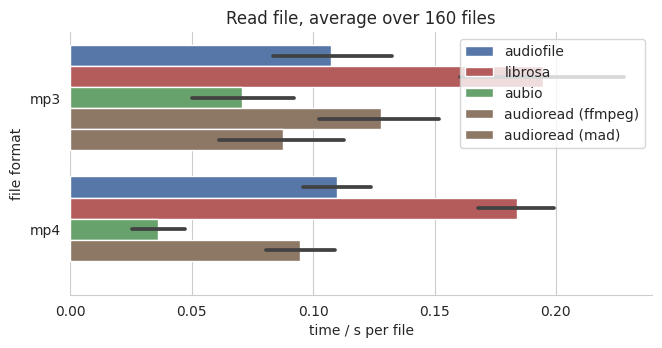 Read file, average over 160 files
audiofile
librosa
aubio
audioread (ffmpeg)
audioread (mad)
file format
mp3
mp4
0.00 0.05 0.10 0.15 0.20
time / s per file